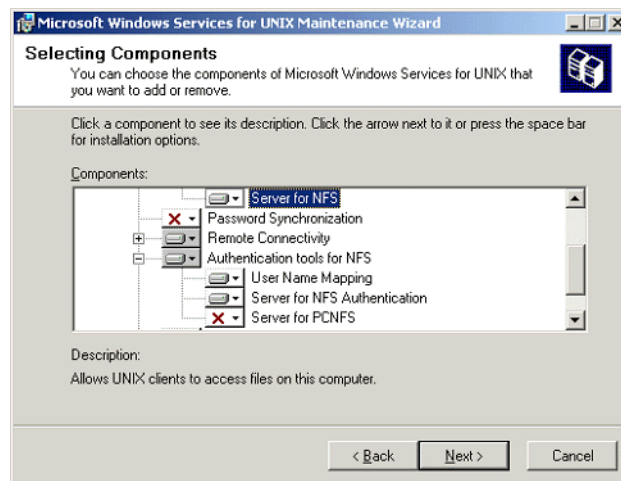 Microsoft Windows Services for UNIX Maintenance Wizard
Selecting Components
You can choose the components of Microsoft Windows Services for UNIX that
you want to add or remove.
Click a component to see its description. Click the arrow next to it or press the space bar
for installation options.
Components:
Server for NFS
Password Synchronization
Remote Connectivity
Authentication tools for NFS
User Name Mapping
Server for NFS Authentication
Server for PCNFS
Description:
Allows UNIX clients to access files on this computer.
< Back Next > Cancel